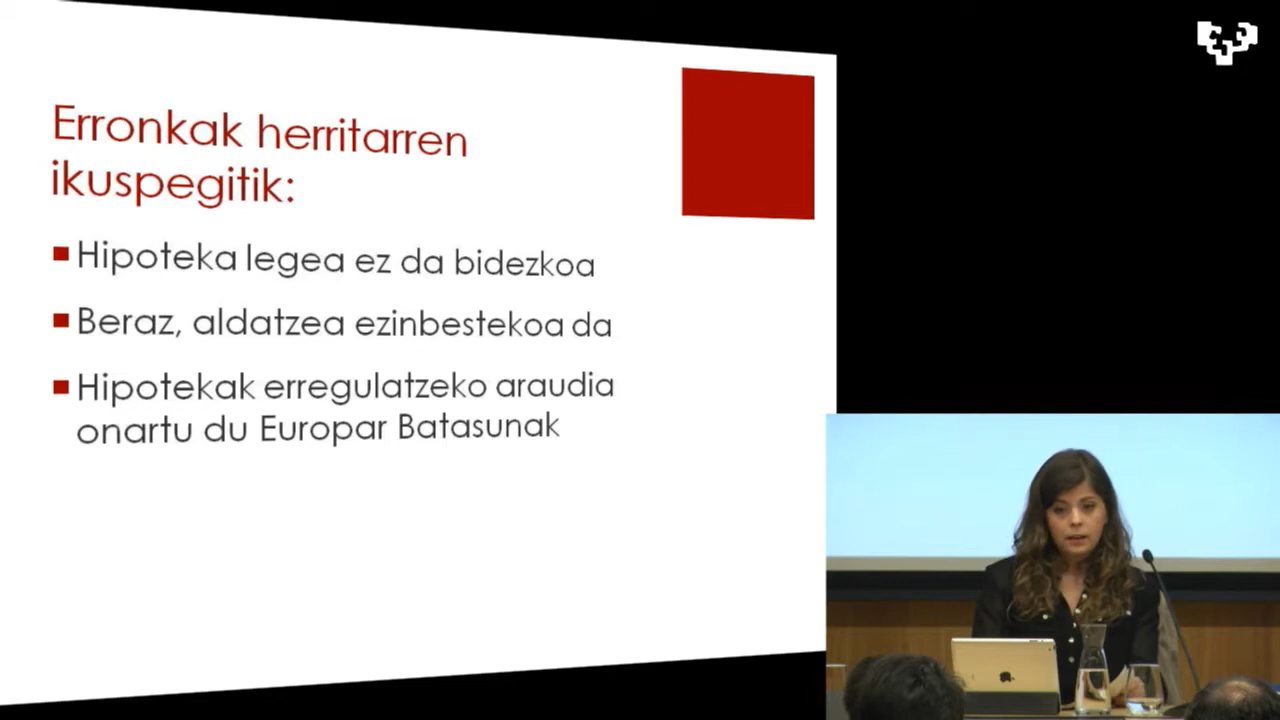 Erronkak herritarren
ikuspegitik:
Hipoteka legea ez da bidezkoa
Beraz, aldatzea ezinbestekoa da
Hipotekak erregulatzeko araudia
onartu du Europar Batasunak